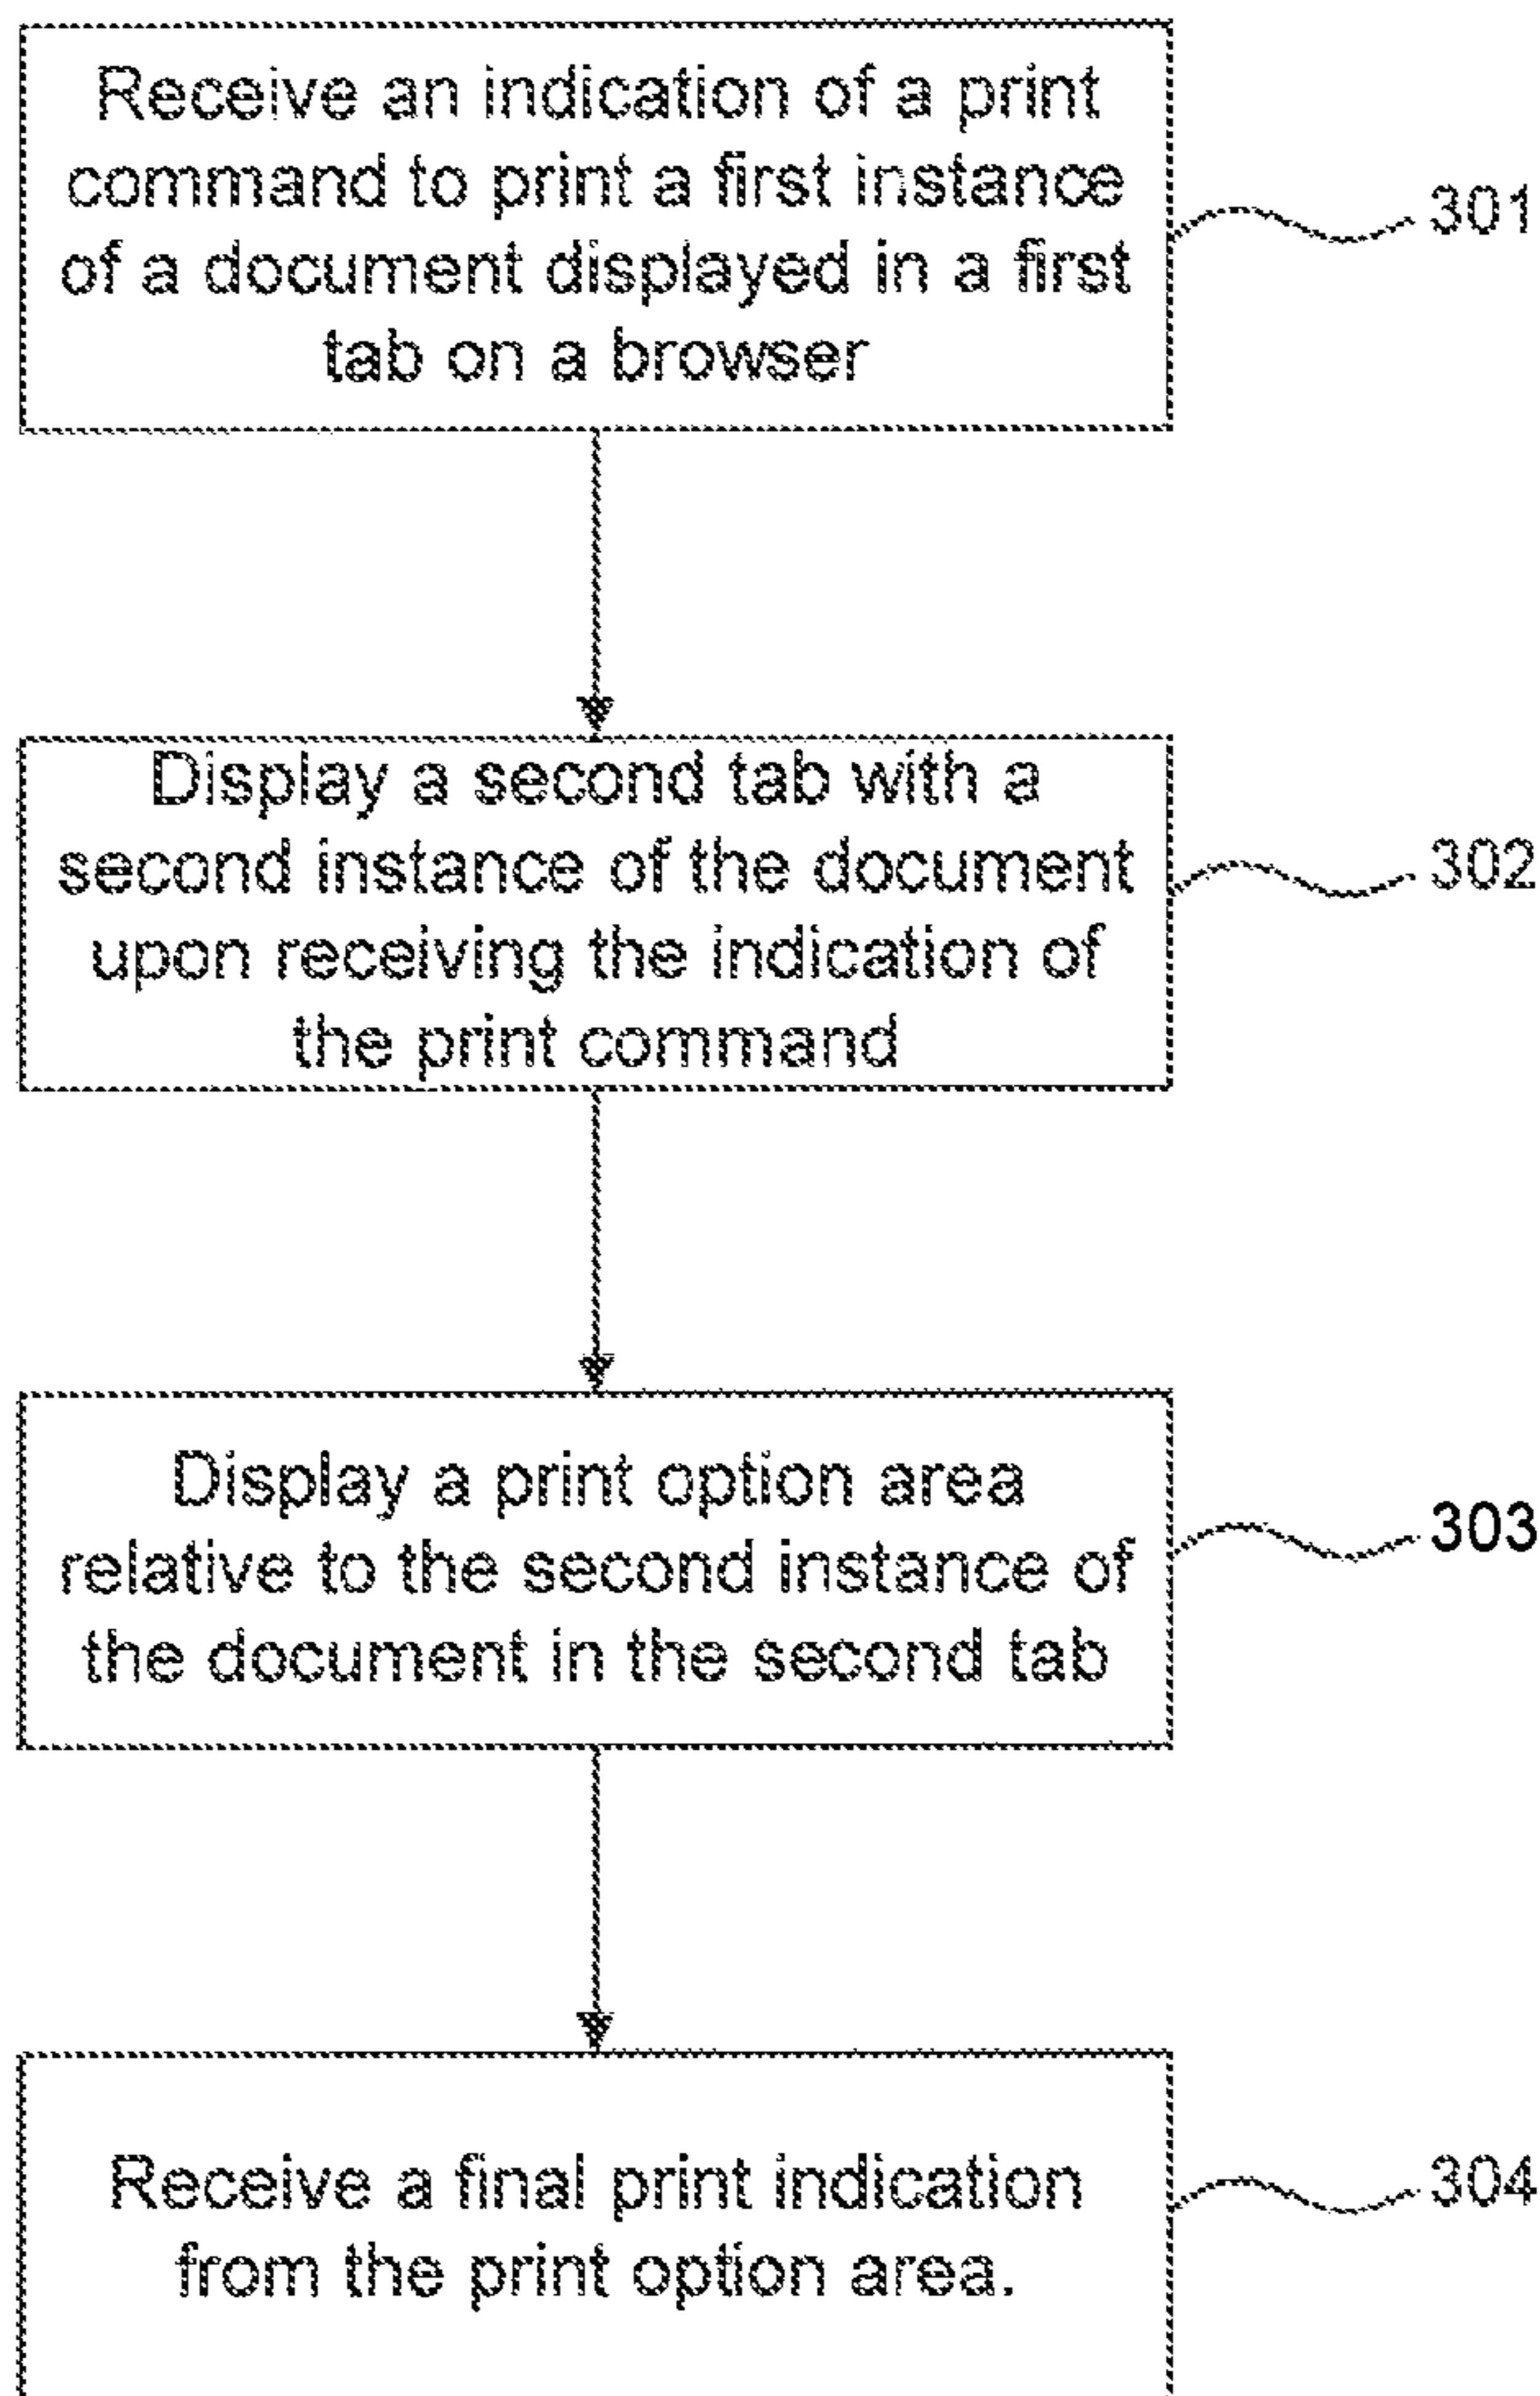 Receive an indication of a print
command to print a first instance
of a document displayed in a first
tab on a browser
301
Display a second tab with a
second instance of the document
upon receiving the indication of
the print command
302
Display a print option area
relative to the second instance of
the document in the second tab
303
Receive a final print indication
from the print option area.
304